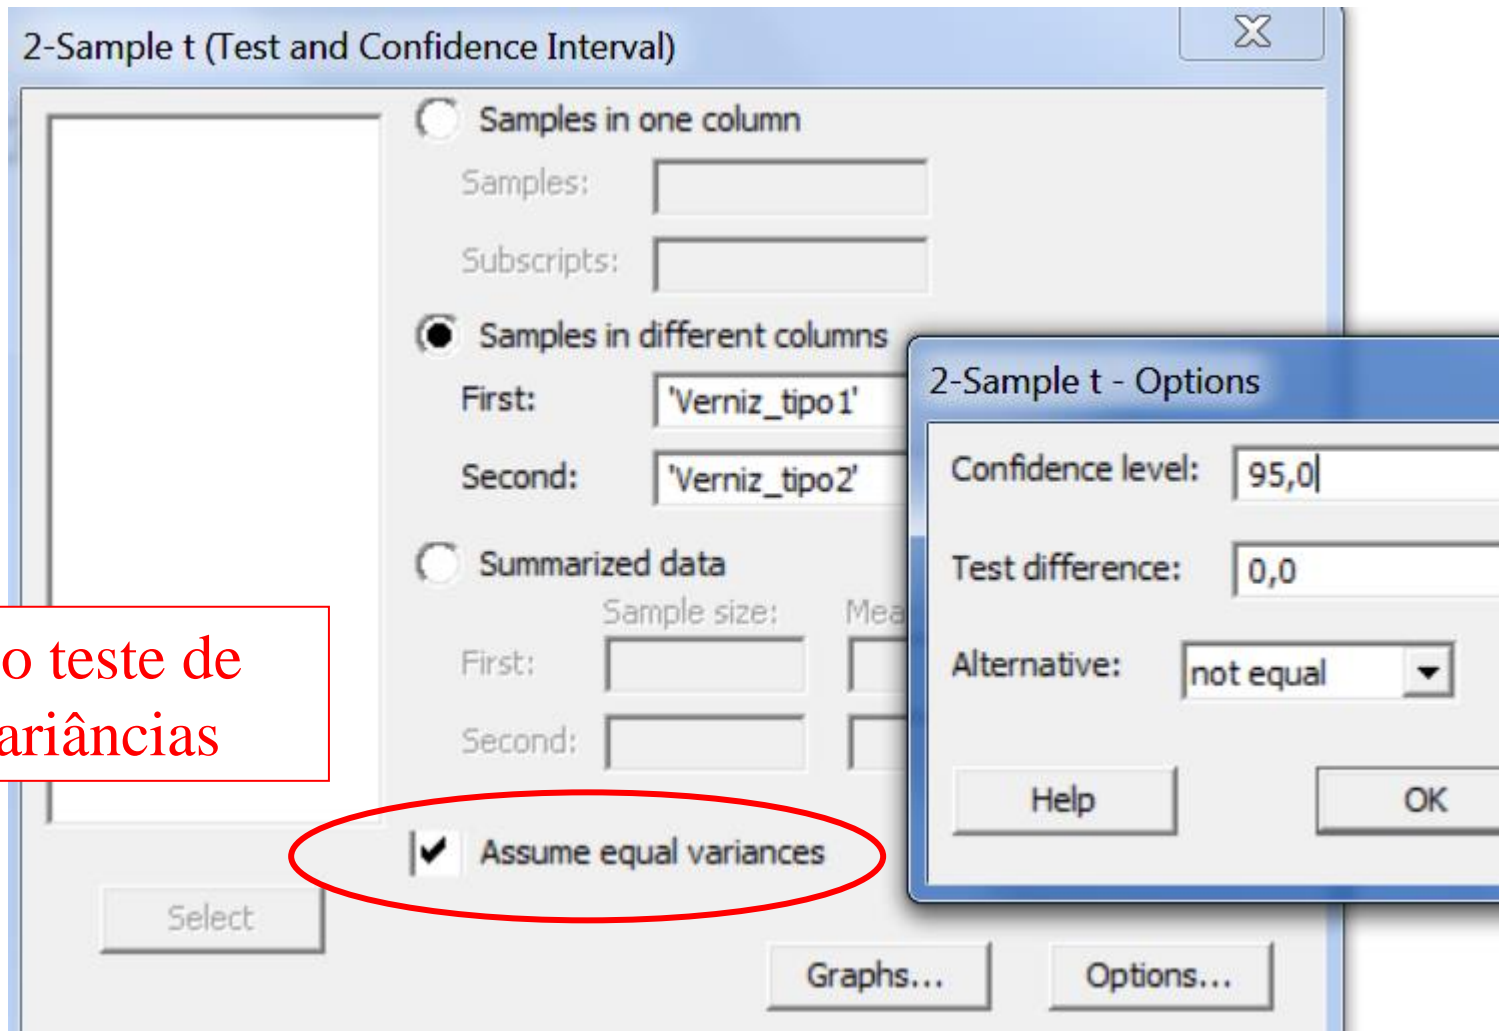 2-Sample t (Test and Confidence Interval)
Samples in one column
Samples:
Subscripts:
Samples in different columns
First: 'Verniz_tipo1'
Second: 'Verniz_tipo2'
Summarized data
Sample size: Mea
First:
Second:
Assume equal variances
Select
Graphs...
Options...
o teste de
ariâncias
2-Sample t - Options
Confidence level: 95,0
Test difference: 0,0
Alternative: not equal
Help
OK